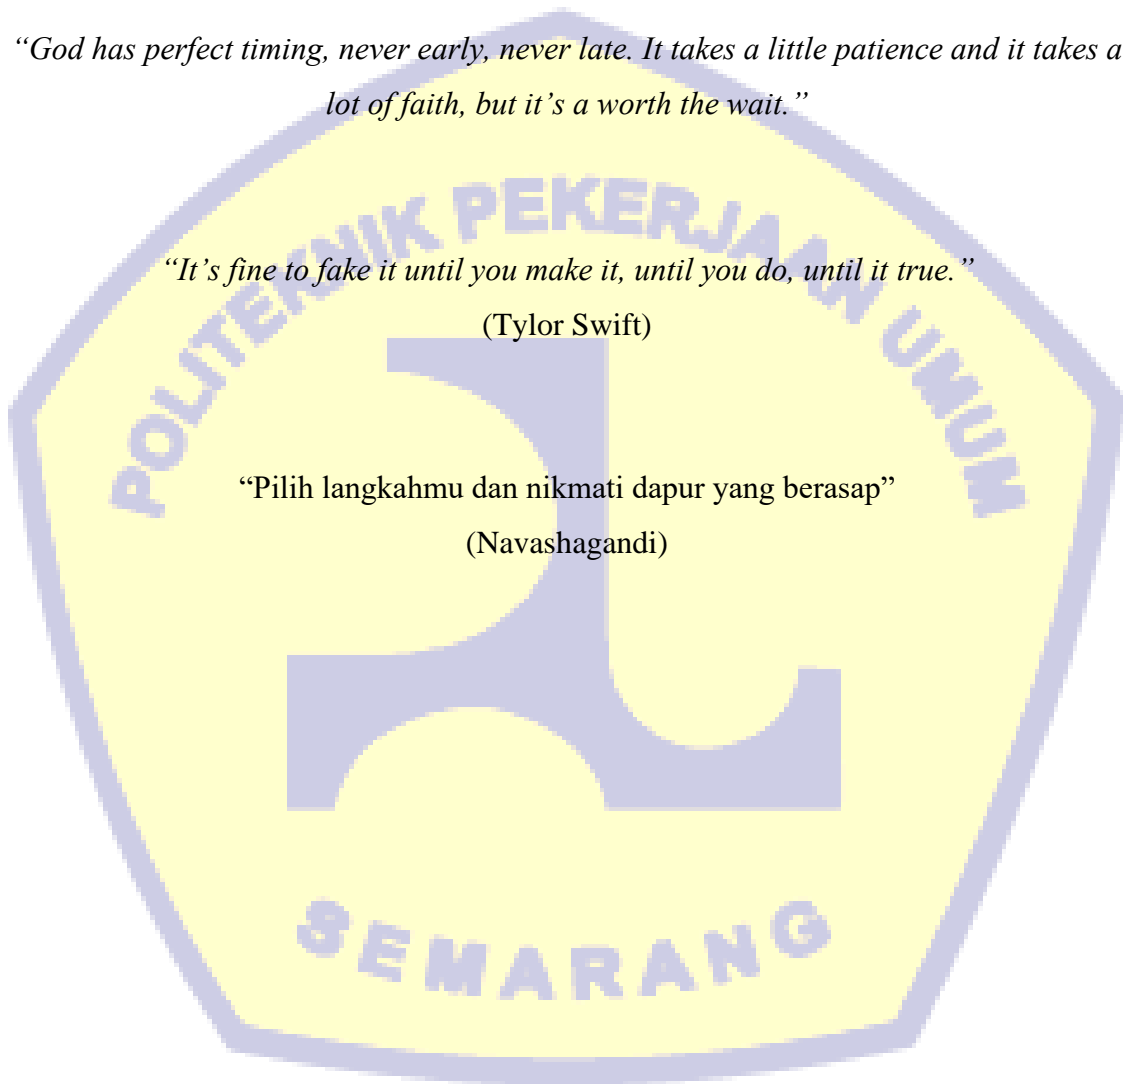 “God has perfect timing, never early, never late. It takes a little patience and it takes a
lot of faith, but it’s a worth the wait.”
POLITEKNIK PEKERJAAN UMUM
“It’s fine to fake it until you make it, until you do, until it true.”
(Tylor Swift)
“Pilih langkahmu dan nikmati dapur yang berasap”
(Navashagandi)
SEMARANG